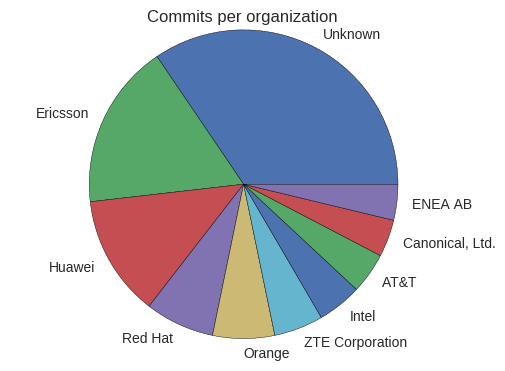 Commits per organization
Unknown
Ericsson
Huawei
Red Hat
Orange
ZTE Corporation
Intel
AT&T
Canonical, Ltd.
ENEA AB